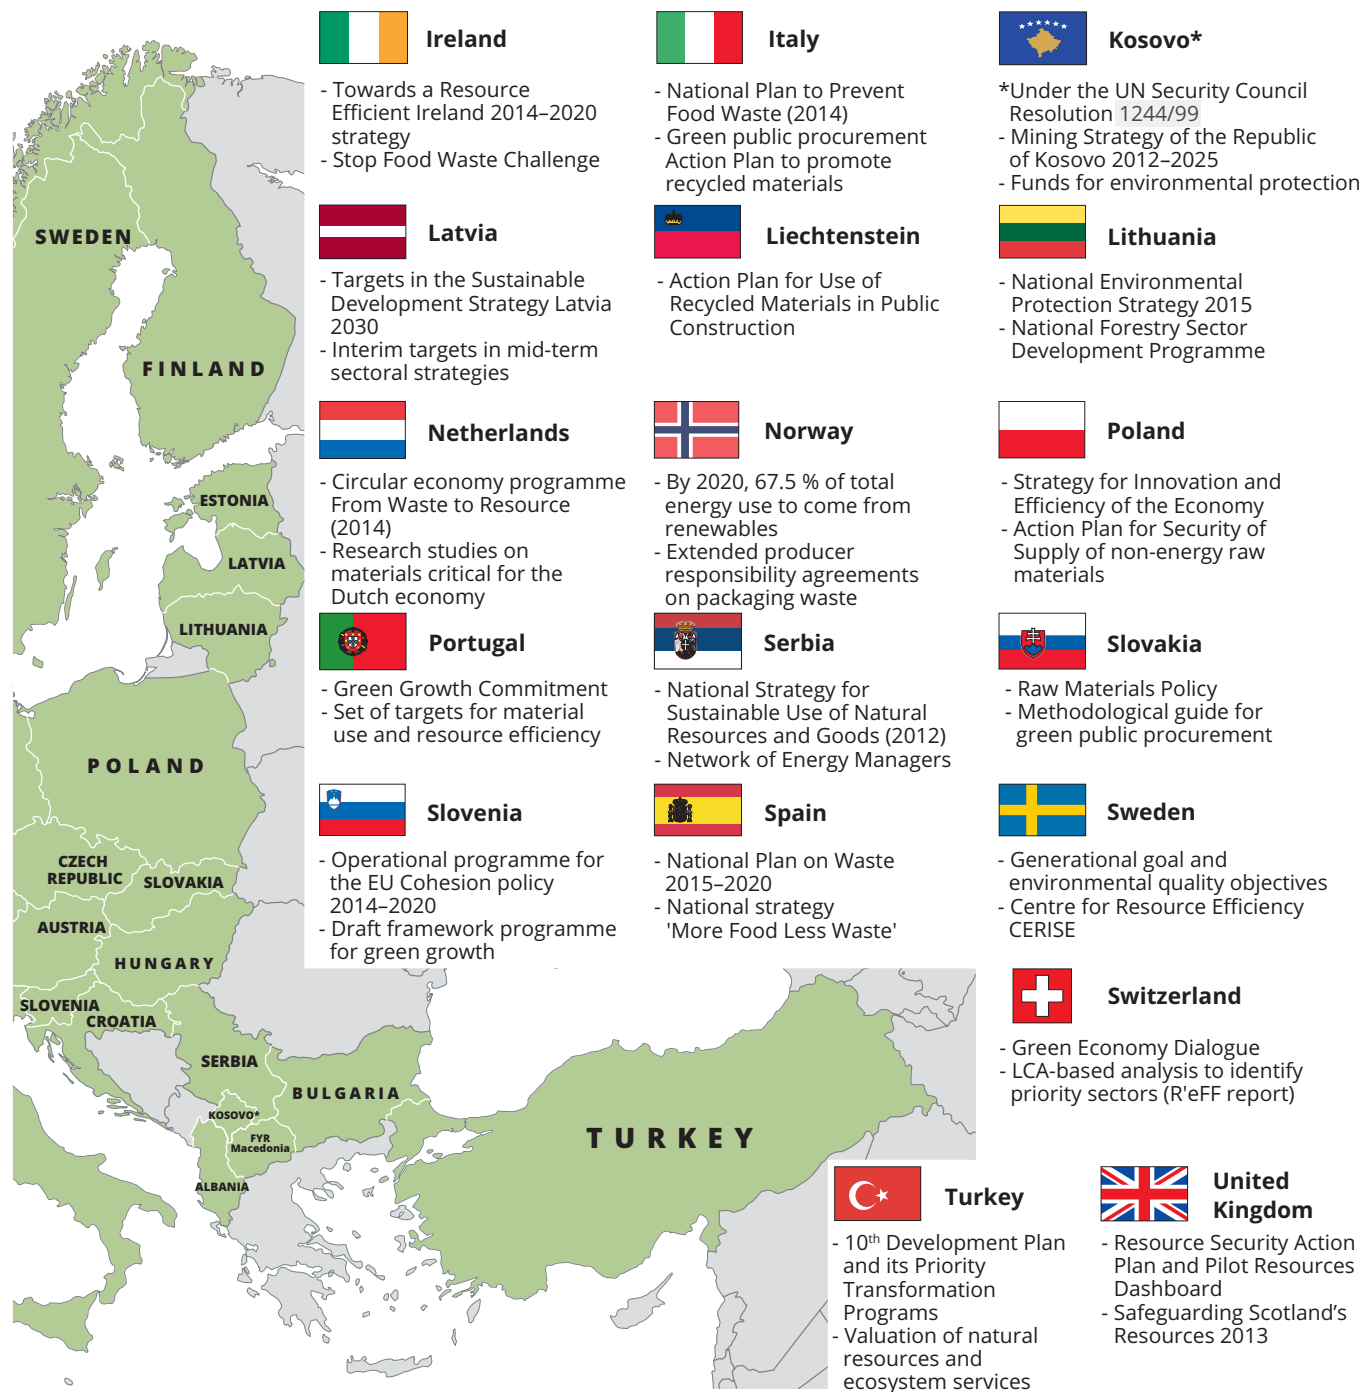 Ireland
- Towards a Resource
Efficient Ireland 2014–2020
strategy
- Stop Food Waste Challenge
Italy
- National Plan to Prevent
Food Waste (2014)
- Green public procurement
Action Plan to promote
recycled materials
Kosovo*
*Under the UN Security Council
Resolution 1244/99
- Mining Strategy of the Republic
of Kosovo 2012–2025
- Funds for environmental protection
Latvia
- Targets in the Sustainable
Development Strategy Latvia
2030
- Interim targets in mid-term
sectoral strategies
Liechtenstein
- Action Plan for Use of
Recycled Materials in Public
Construction
Lithuania
- National Environmental
Protection Strategy 2015
- National Forestry Sector
Development Programme
Netherlands
- Circular economy programme
From Waste to Resource
(2014)
- Research studies on
materials critical for the
Dutch economy
Norway
- By 2020, 67.5 % of total
energy use to come from
renewables
- Extended producer
responsibility agreements
on packaging waste
Poland
- Strategy for Innovation and
Efficiency of the Economy
- Action Plan for Security of
Supply of non-energy raw
materials
Portugal
- Green Growth Commitment
- Set of targets for material
use and resource efficiency
Serbia
- National Strategy for
Sustainable Use of Natural
Resources and Goods (2012)
- Network of Energy Managers
Slovakia
- Raw Materials Policy
- Methodological guide for
green public procurement
Slovenia
- Operational programme for
the EU Cohesion policy
2014–2020
- Draft framework programme
for green growth
Spain
- National Plan on Waste
2015–2020
- National strategy
'More Food Less Waste'
Sweden
- Generational goal and
environmental quality objectives
- Centre for Resource Efficiency
CERISE
Switzerland
- Green Economy Dialogue
- LCA-based analysis to identify
priority sectors (R'eFF report)
Turkey
- 10th Development Plan
and its Priority
Transformation
Programs
- Valuation of natural
resources and
ecosystem services
United
Kingdom
- Resource Security Action
Plan and Pilot Resources
Dashboard
- Safeguarding Scotland’s
Resources 2013
SWEDEN
FINLAND
ESTONIA
LATVIA
LITHUANIA
POLAND
CZECH
REPUBLIC
SLOVAKIA
AUSTRIA
HUNGARY
SLOVENIA
CROATIA
SERBIA
BULGARIA
KOSOVO*
FYR
Macedonia
ALBANIA
TURKEY